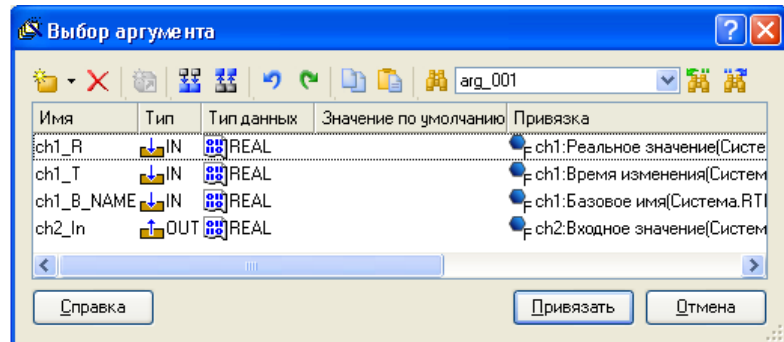 Выбор аргумента
arg_001
Имя Тип Тип данных Значение по умолчанию Привязка
ch1_R IN REAL ch1:Реальное значение(Систе
ch1_T IN REAL ch1:Время изменения(Систем
ch1_B_NAME IN REAL ch1:Базовое имя(Система.RTI
ch2_In OUT REAL ch2:Входное значение(Систем
Справка Привязать Отмена